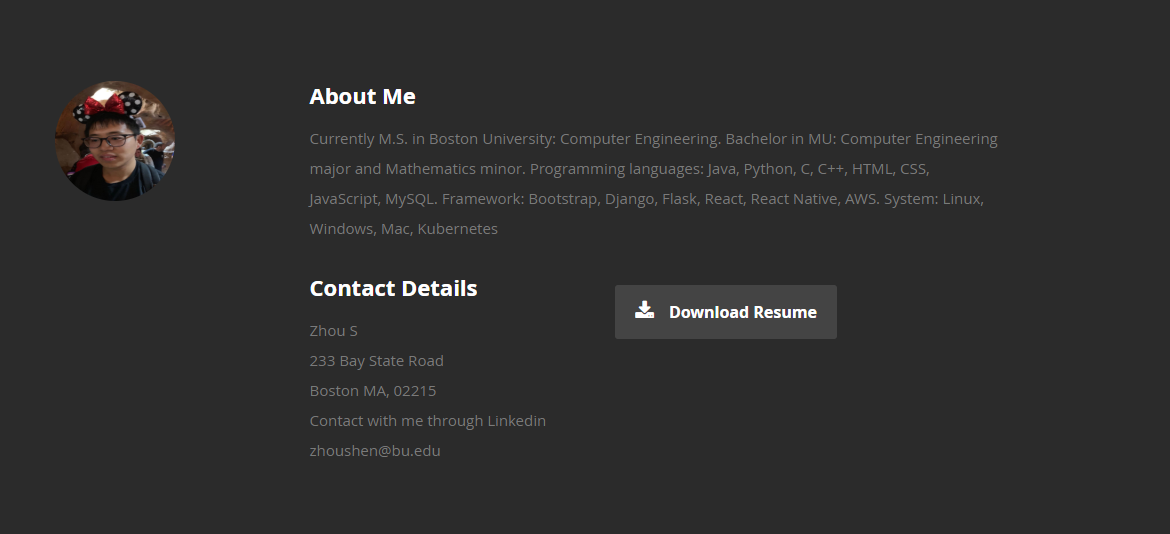 About Me
Currently M.S. in Boston University: Computer Engineering. Bachelor in MU: Computer Engineering
major and Mathematics minor. Programming languages: Java, Python, C, C++, HTML, CSS,
JavaScript, MySQL. Framework: Bootstrap, Django, Flask, React, React Native, AWS. System: Linux,
Windows, Mac, Kubernetes
Contact Details
Download Resume
Zhou S
233 Bay State Road
Boston MA, 02215
Contact with me through Linkedin
zhoushen@bu.edu